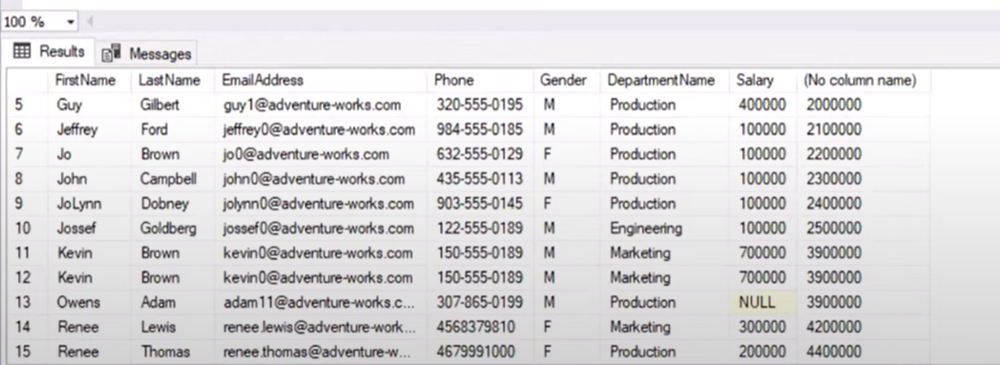 100 %
Results Messages
FirstName LastName EmailAddress Phone Gender DepartmentName Salary (No column name)
5 Guy Gilbert guy1@adventure-works.com 320-555-0195 M Production 400000 2000000
6 Jeffrey Ford jeffrey0@adventure-works.com 984-555-0185 M Production 100000 2100000
7 Jo Brown jo0@adventure-works.com 632-555-0129 F Production 100000 2200000
8 John Campbell john0@adventure-works.com 435-555-0113 M Production 100000 2300000
9 JoLynn Dobney jolynn0@adventure-works.com 903-555-0145 F Production 100000 2400000
10 Jossef Goldberg jossef0@adventure-works.com 122-555-0189 M Engineering 100000 2500000
11 Kevin Brown kevin0@adventure-works.com 150-555-0189 M Marketing 700000 3900000
12 Kevin Brown kevin0@adventure-works.com 150-555-0189 M Marketing 700000 3900000
13 Owens Adam adam11@adventure-works.c... 307-865-0199 M Production NULL 3900000
14 Renee Lewis renee.lewis@adventure-work... 4568379810 F Marketing 300000 4200000
15 Renee Thomas renee.thomas@adventure-w... 4679991000 F Production 200000 4400000